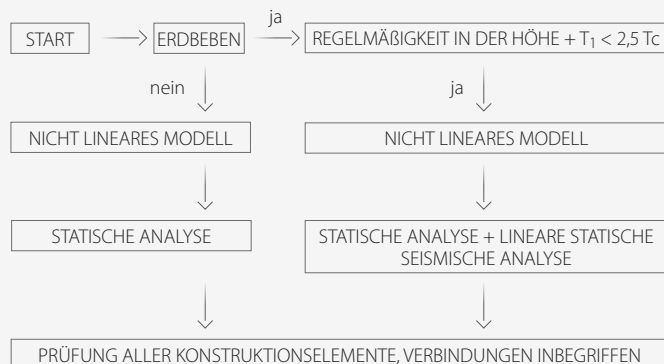 START
ERDBEBEN
ja
REGELMÄßIGKEIT IN DER HÖHE + T₁ < 2,5 Tc
nein
ja
NICHT LINEARES MODELL
NICHT LINEARES MODELL
STATISCHE ANALYSE
STATISCHE ANALYSE + LINEARE STATISCHE
SEISMISCHE ANALYSE
PRÜFUNG ALLER KONSTRUKTIONSELEMENTE, VERBINDUNGEN INBEGRIFFEN